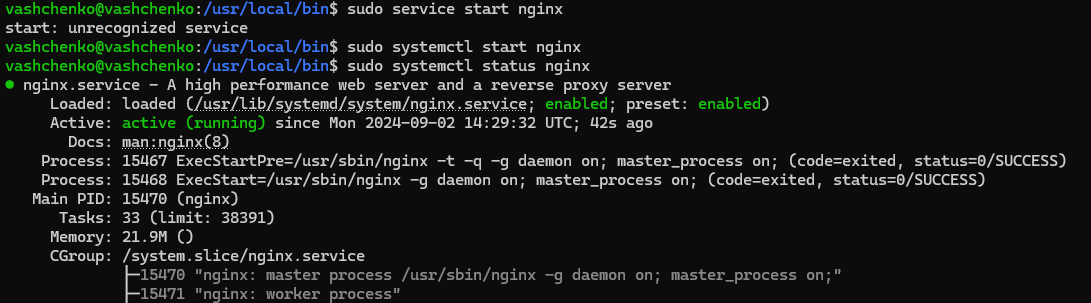 vashchenko@vashchenko:/usr/local/bin$ sudo service start nginx
start: unrecognized service
vashchenko@vashchenko:/usr/local/bin$ sudo systemctl start nginx
vashchenko@vashchenko:/usr/local/bin$ sudo systemctl status nginx
● nginx.service - A high performance web server and a reverse proxy server
     Loaded: loaded (/usr/lib/systemd/system/nginx.service; enabled; preset: enabled)
     Active: active (running) since Mon 2024-09-02 14:29:32 UTC; 42s ago
       Docs: man:nginx(8)
    Process: 15467 ExecStartPre=/usr/sbin/nginx -t -q -g daemon on; master_process on; (code=exited, status=0/SUCCESS)
    Process: 15468 ExecStart=/usr/sbin/nginx -g daemon on; master_process on; (code=exited, status=0/SUCCESS)
   Main PID: 15470 (nginx)
      Tasks: 33 (limit: 38391)
     Memory: 21.9M ()
     CGroup: /system.slice/nginx.service
             ├─15470 "nginx: master process /usr/sbin/nginx -g daemon on; master_process on;"
             ├─15471 "nginx: worker process"